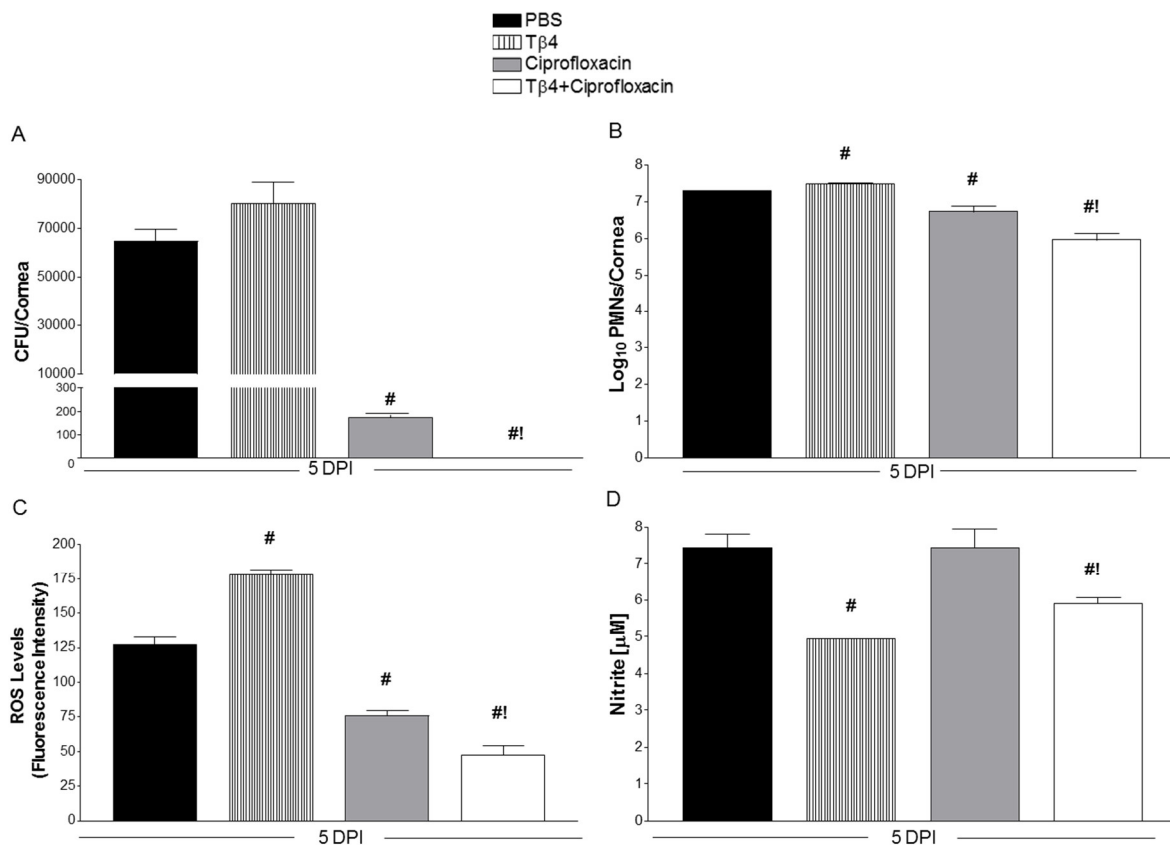 PBS
Tβ4
Ciprofloxacin
Tβ4+Ciprofloxacin
A
CFU/Cornea
90000
70000
50000
30000
10000
300
200
100
0
#
#!
5 DPI
B
Log10 PMNs/Cornea
8
7
6
5
4
3
2
1
0
#
#
#!
5 DPI
C
ROS Levels
(Fluorescence Intensity)
200
175
150
125
100
75
50
25
0
#
#
#!
5 DPI
D
Nitrite [µM]
8
7
6
5
4
3
2
1
0
#
#!
5 DPI